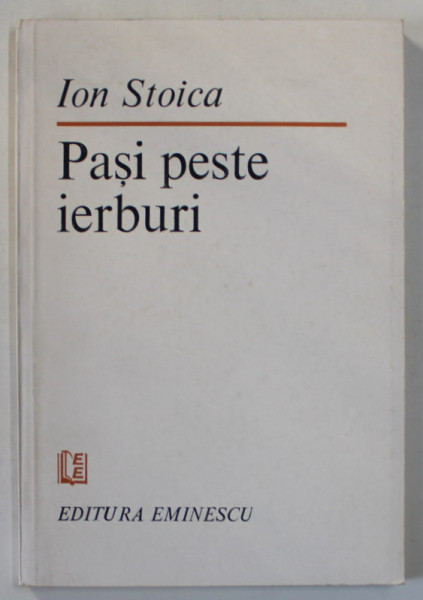 Ion Stoica
Pași peste
ierburi
EE
EDITURA EMINESCU